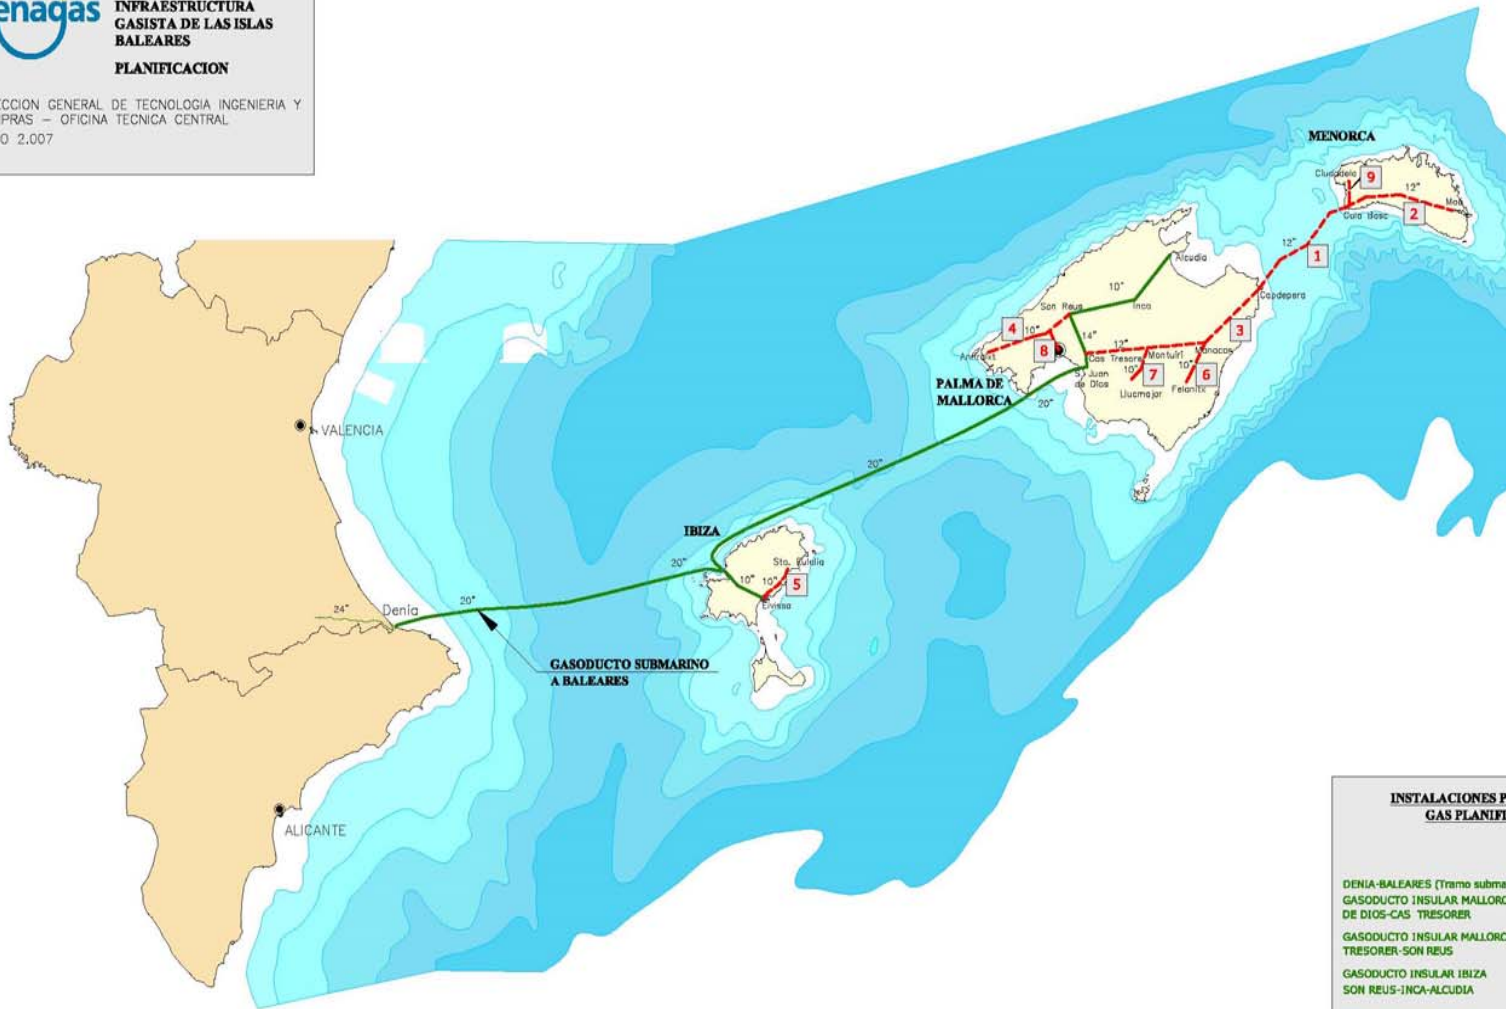 enagas
INFRAESTRUCTURA
GASISTA DE LAS ISLAS
BALEARES
PLANIFICACION
ECCION GENERAL DE TECNOLOGIA INGENIERIA Y
PRAS – OFICINA TECNICA CENTRAL
O 2.007
MENORCA
Ciudadela
9
12"
2
Cala Bosc
12"
1
Alcudia
Capdepera
10"
Son Reus
Inca
3
4
10"
14"
12"
8
Cas Tresorer
Montuiri
Manacor
Andraitx
10"
7
10"
6
S. Juan
de Dios
Llucmajor
Felanitx
PALMA DE
MALLORCA
20"
VALENCIA
20"
IBIZA
20"
Sta. Eulalia
10"
10"
5
Eivissa
24"
Denia
20"
GASODUCTO SUBMARINO
A BALEARES
ALICANTE
INSTALACIONES P
GAS PLANIFI
DENIA-BALEARES (Tramo subma
GASODUCTO INSULAR MALLORC
DE DIOS-CAS TRESORER
GASODUCTO INSULAR MALLORC
TRESORER-SON REUS
GASODUCTO INSULAR IBIZA
SON REUS-INCA-ALCUDIA